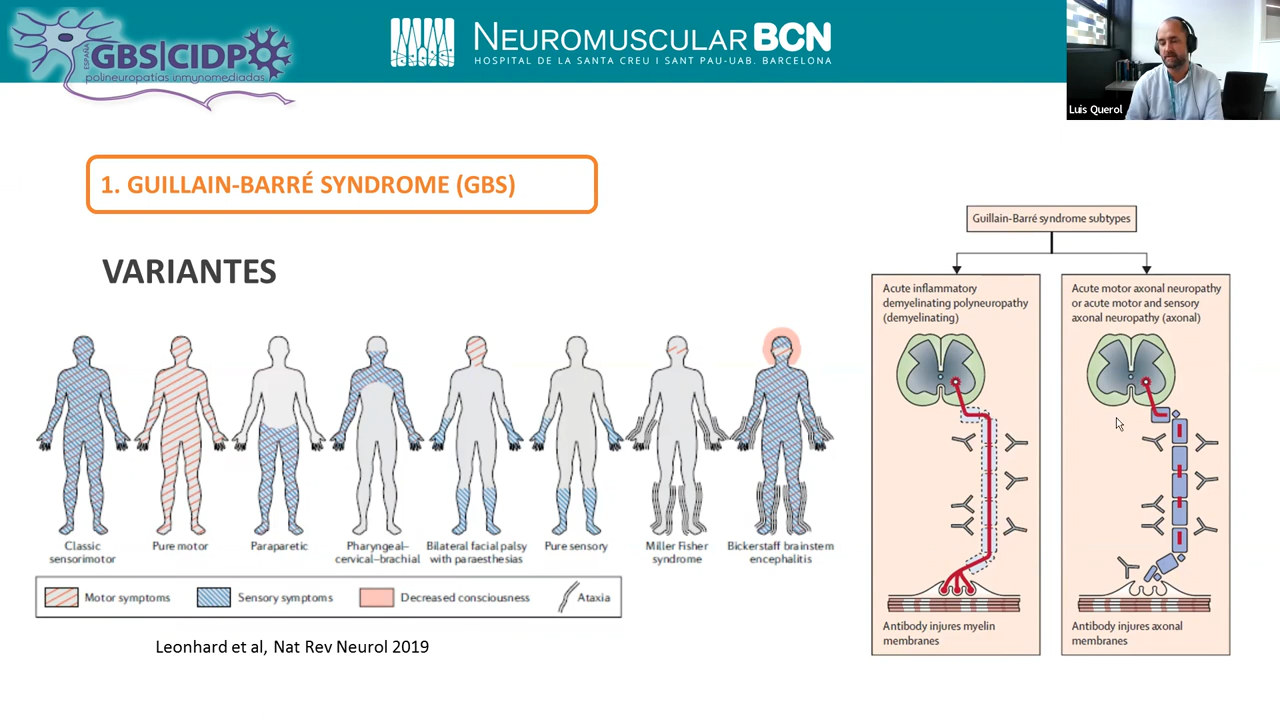 ESPAÑA
GBS|CIDP
polineuropatías inmunomediadas
NEUROMUSCULAR BCN
HOSPITAL DE LA SANTA CREU I SANT PAU-UAB. BARCELONA
Luis Querol
1. GUILLAIN-BARRÉ SYNDROME (GBS)
VARIANTES
Classic
sensorimotor
Pure motor
Paraparetic
Pharyngeal–
cervical–brachial
Bilateral facial palsy
with paraesthesias
Pure sensory
Miller Fisher
syndrome
Bickerstaff brainstem
encephalitis
Motor symptoms
Sensory symptoms
Decreased consciousness
Ataxia
Leonhard et al, Nat Rev Neurol 2019
Guillain-Barré syndrome subtypes
Acute inflammatory
demyelinating polyneuropathy
(demyelinating)
Antibody injures myelin
membranes
Acute motor axonal neuropathy
or acute motor and sensory
axonal neuropathy (axonal)
Antibody injures axonal
membranes